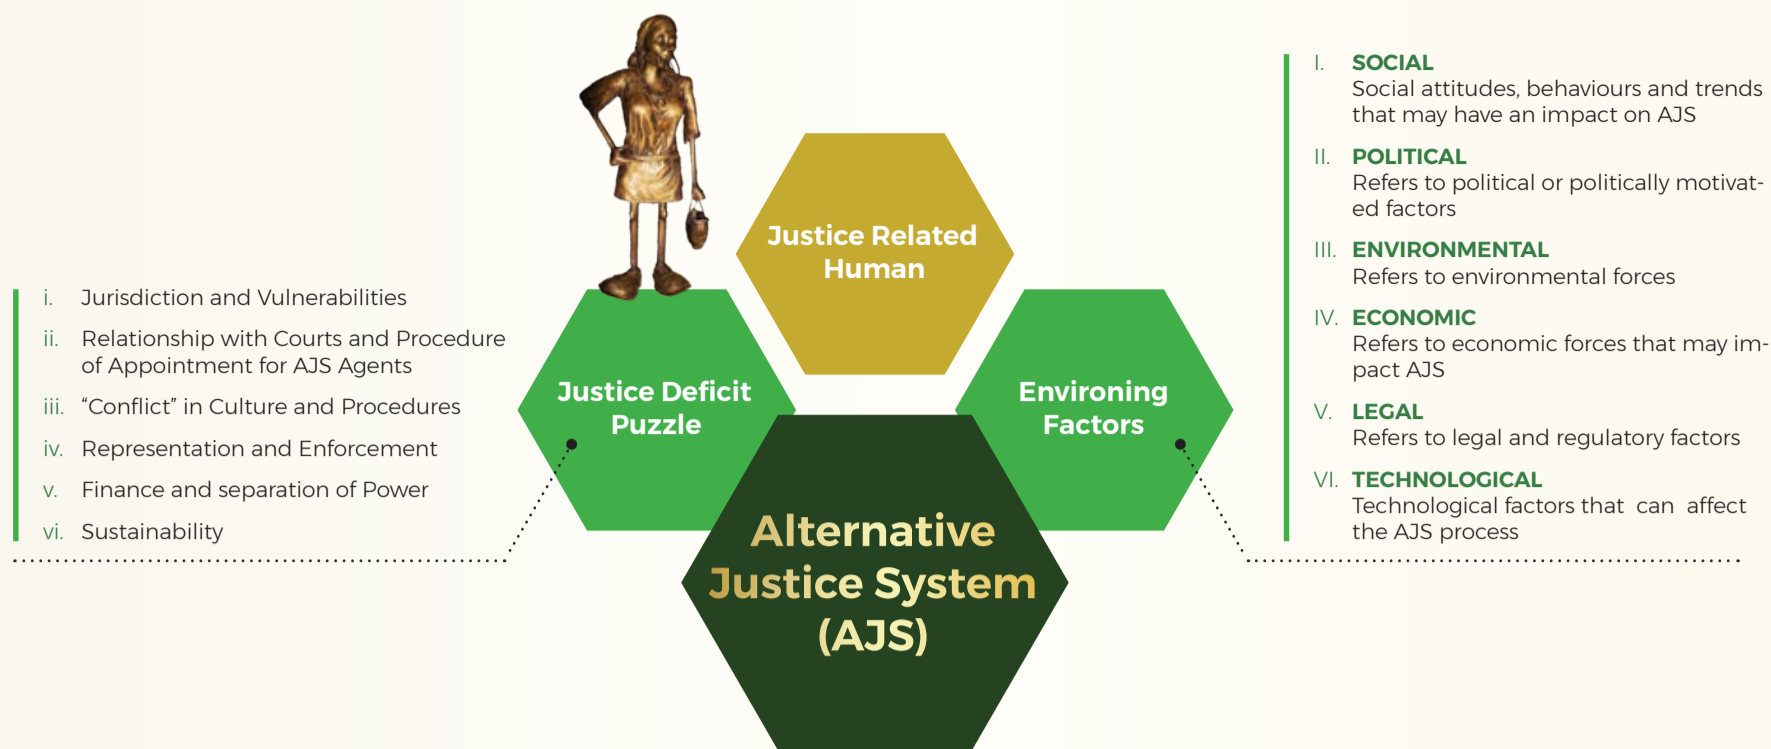 Justice Related
Human
i. Jurisdiction and Vulnerabilities
ii. Relationship with Courts and Procedure
of Appointment for AJS Agents
iii. “Conflict” in Culture and Procedures
iv. Representation and Enforcement
v. Finance and separation of Power
vi. Sustainability
Justice Deficit
Puzzle
Alternative
Justice System
(AJS)
Environing
Factors
I. SOCIAL
Social attitudes, behaviours and trends
that may have an impact on AJS
II. POLITICAL
Refers to political or politically motivat-
ed factors
III. ENVIRONMENTAL
Refers to environmental forces
IV. ECONOMIC
Refers to economic forces that may im-
pact AJS
V. LEGAL
Refers to legal and regulatory factors
VI. TECHNOLOGICAL
Technological factors that can affect
the AJS process